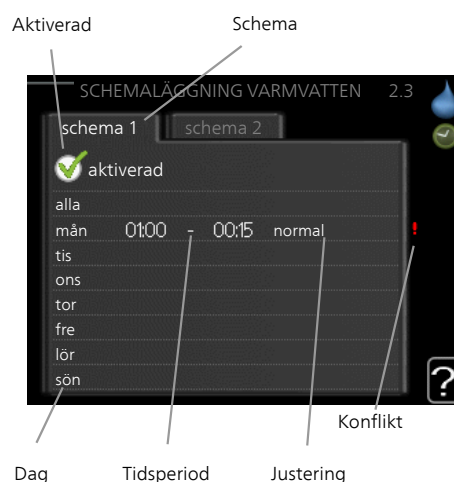 Aktiverad Schema
SCHEMALÄGGNING VARMVATTEN 2.3
schema 1 schema 2
aktiverad
alla
mån 01:00 - 00:15 normal !
tis
ons
tor
fre
lör
sön
?
Konflikt
Dag Tidsperiod Justering